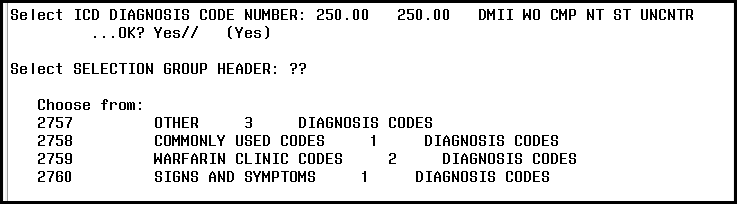 Select ICD DIAGNOSIS CODE NUMBER: 250.00   250.00   DMII WO CMP NT ST UNCNTR
         ...OK? Yes//   (Yes)
Select SELECTION GROUP HEADER: ??
   Choose from:
   2757         OTHER     3     DIAGNOSIS CODES
   2758         COMMONLY USED CODES     1     DIAGNOSIS CODES
   2759         WARFARIN CLINIC CODES     2     DIAGNOSIS CODES
   2760         SIGNS AND SYMPTOMS     1     DIAGNOSIS CODES